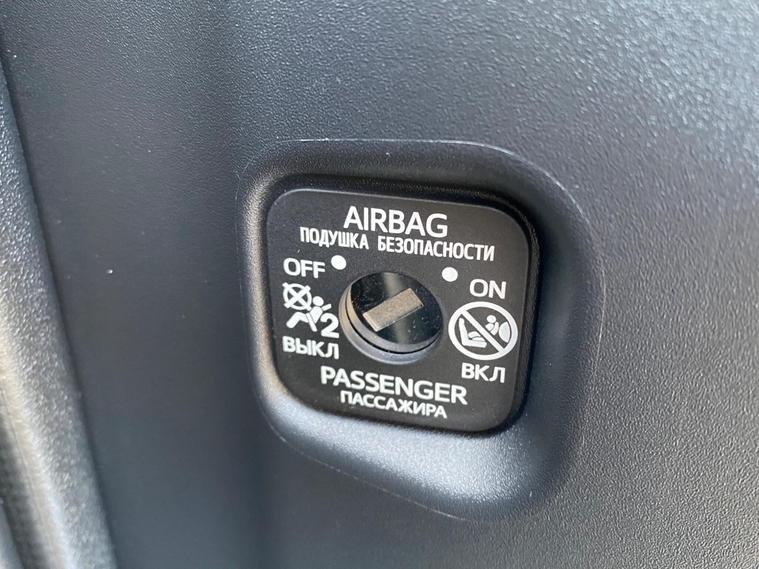 AIRBAG
ПОДУШКА БЕЗОПАСНОСТИ
OFF
ON
2
ВЫКЛ
ВКЛ
PASSENGER
ПАССАЖИРА